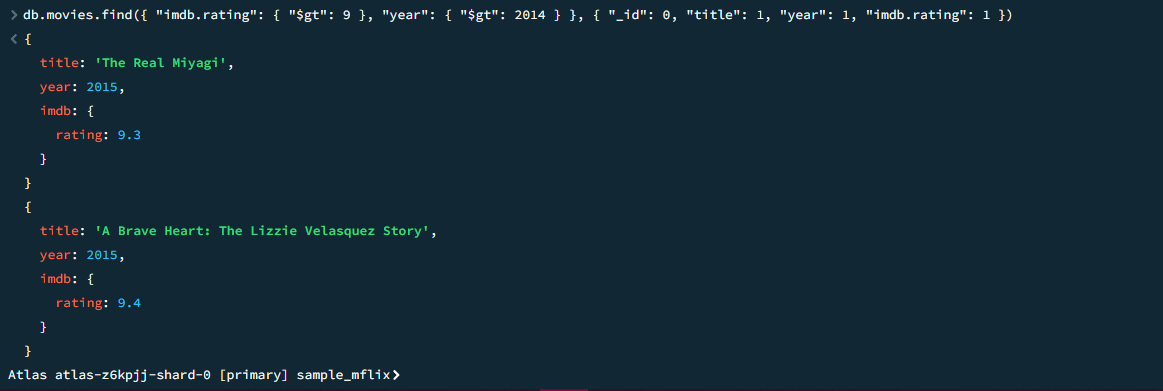 > db.movies.find({ "imdb.rating": { "$gt": 9 }, "year": { "$gt": 2014 } }, { "_id": 0, "title": 1, "year": 1, "imdb.rating": 1 })
< {
title: 'The Real Miyagi',
year: 2015,
imdb: {
rating: 9.3
}
}
{
title: 'A Brave Heart: The Lizzie Velasquez Story',
year: 2015,
imdb: {
rating: 9.4
}
}
Atlas atlas-z6kpjj-shard-0 [primary] sample_mflix>